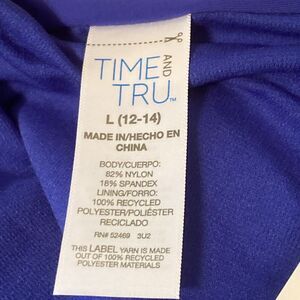 TIME AND
TRU™
L (12-14)
MADE IN/HECHO EN
CHINA
BODY/CUERPO:
82% NYLON
18% SPANDEX
LINING/FORRO:
100% RECYCLED
POLYESTER/POLIÉSTER
RECICLADO
RN# 52469 3U2
THIS LABEL YARN IS MADE
OUT OF 100% RECYCLED
POLYESTER MATERIALS